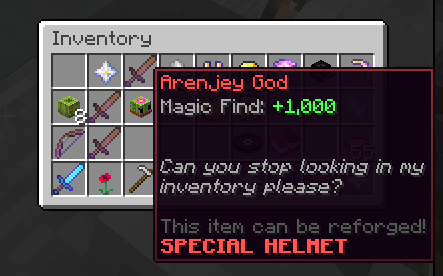 Inventory
Arenjey God
Magic Find: +1,000
8
Can you stop looking in my
inventory please?
This item can be reforged!
SPECIAL HELMET